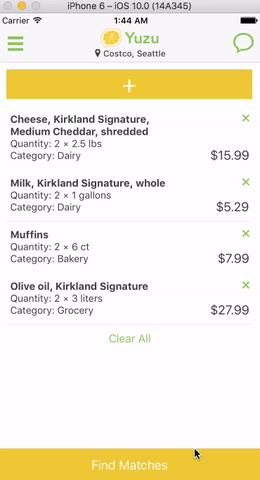 iPhone 6 – iOS 10.0 (14A345)
Carrier 1:44 AM
Yuzu
Costco, Seattle
+
Cheese, Kirkland Signature, ×
Medium Cheddar, shredded
Quantity: 2 × 2.5 lbs
Category: Dairy $15.99
Milk, Kirkland Signature, whole ×
Quantity: 2 × 1 gallons
Category: Dairy $5.29
Muffins ×
Quantity: 2 × 6 ct
Category: Bakery $7.99
Olive oil, Kirkland Signature ×
Quantity: 2 × 3 liters
Category: Grocery $27.99
Clear All
Find Matches